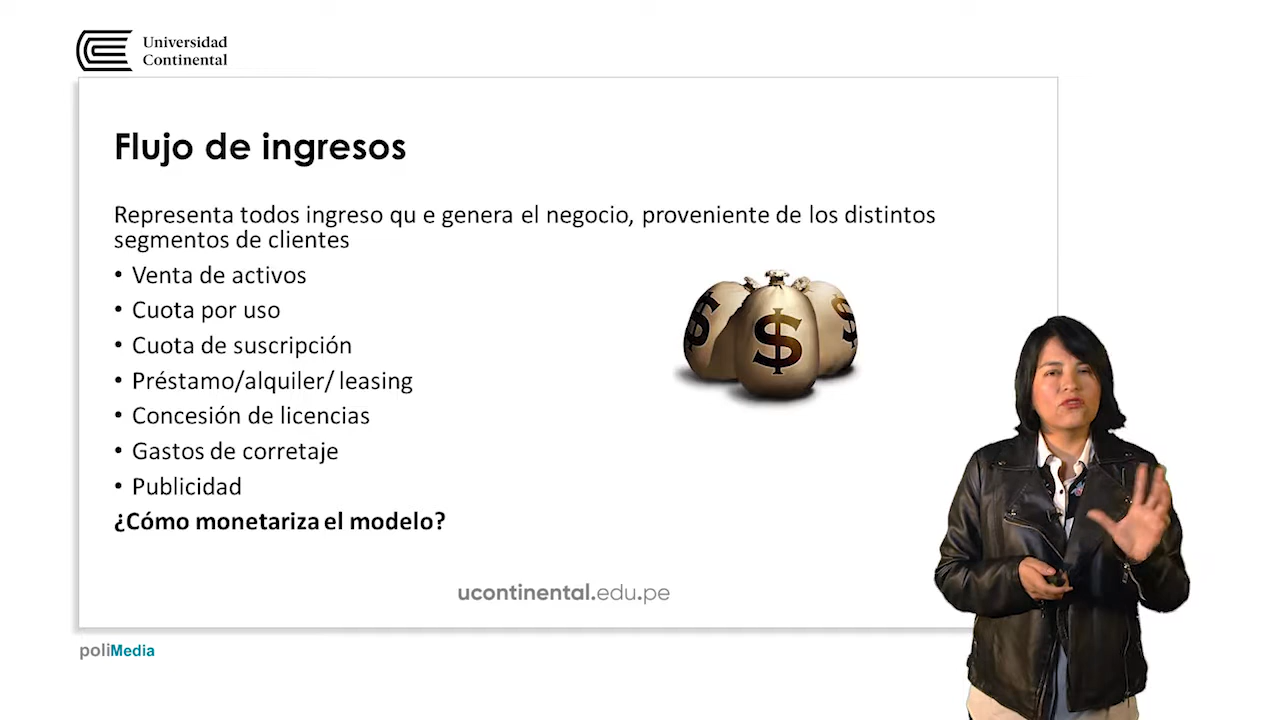 Universidad
Continental
Flujo de ingresos
Representa todos ingreso qu e genera el negocio, proveniente de los distintos
segmentos de clientes
• Venta de activos
• Cuota por uso
• Cuota de suscripción
• Préstamo/alquiler/ leasing
• Concesión de licencias
• Gastos de corretaje
• Publicidad
¿Cómo monetariza el modelo?
$ $ $
ucontinental.edu.pe
poliMedia